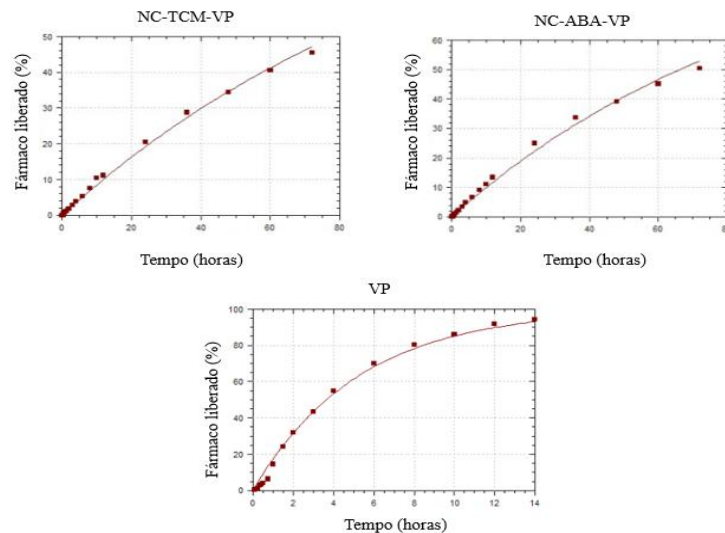 NC-TCM-VP
Fármaco liberado (%)
50
40
30
20
10
0
0 20 40 60 80
Tempo (horas)
NC-ABA-VP
Fármaco liberado (%)
60
50
40
30
20
10
0
0 20 40 60 80
Tempo (horas)
VP
Fármaco liberado (%)
100
80
60
40
20
0
0 2 4 6 8 10 12 14
Tempo (horas)